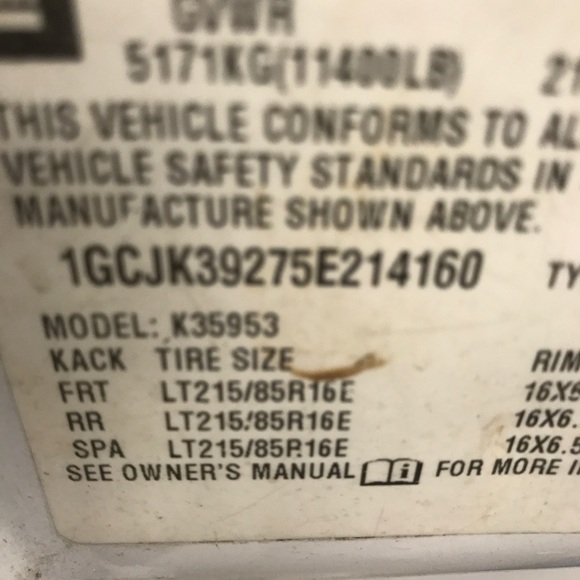 GVWR
5171KG(11400LB)
THIS VEHICLE CONFORMS TO AL
VEHICLE SAFETY STANDARDS IN
MANUFACTURE SHOWN ABOVE.
1GCJK39275E214160 TY
MODEL: K35953
KACK TIRE SIZE RIM
FRT LT215/85R16E 16X
RR LT215/85R16E 16X6.
SPA LT215/85R16E 16X6.5
SEE OWNER'S MANUAL FOR MORE I